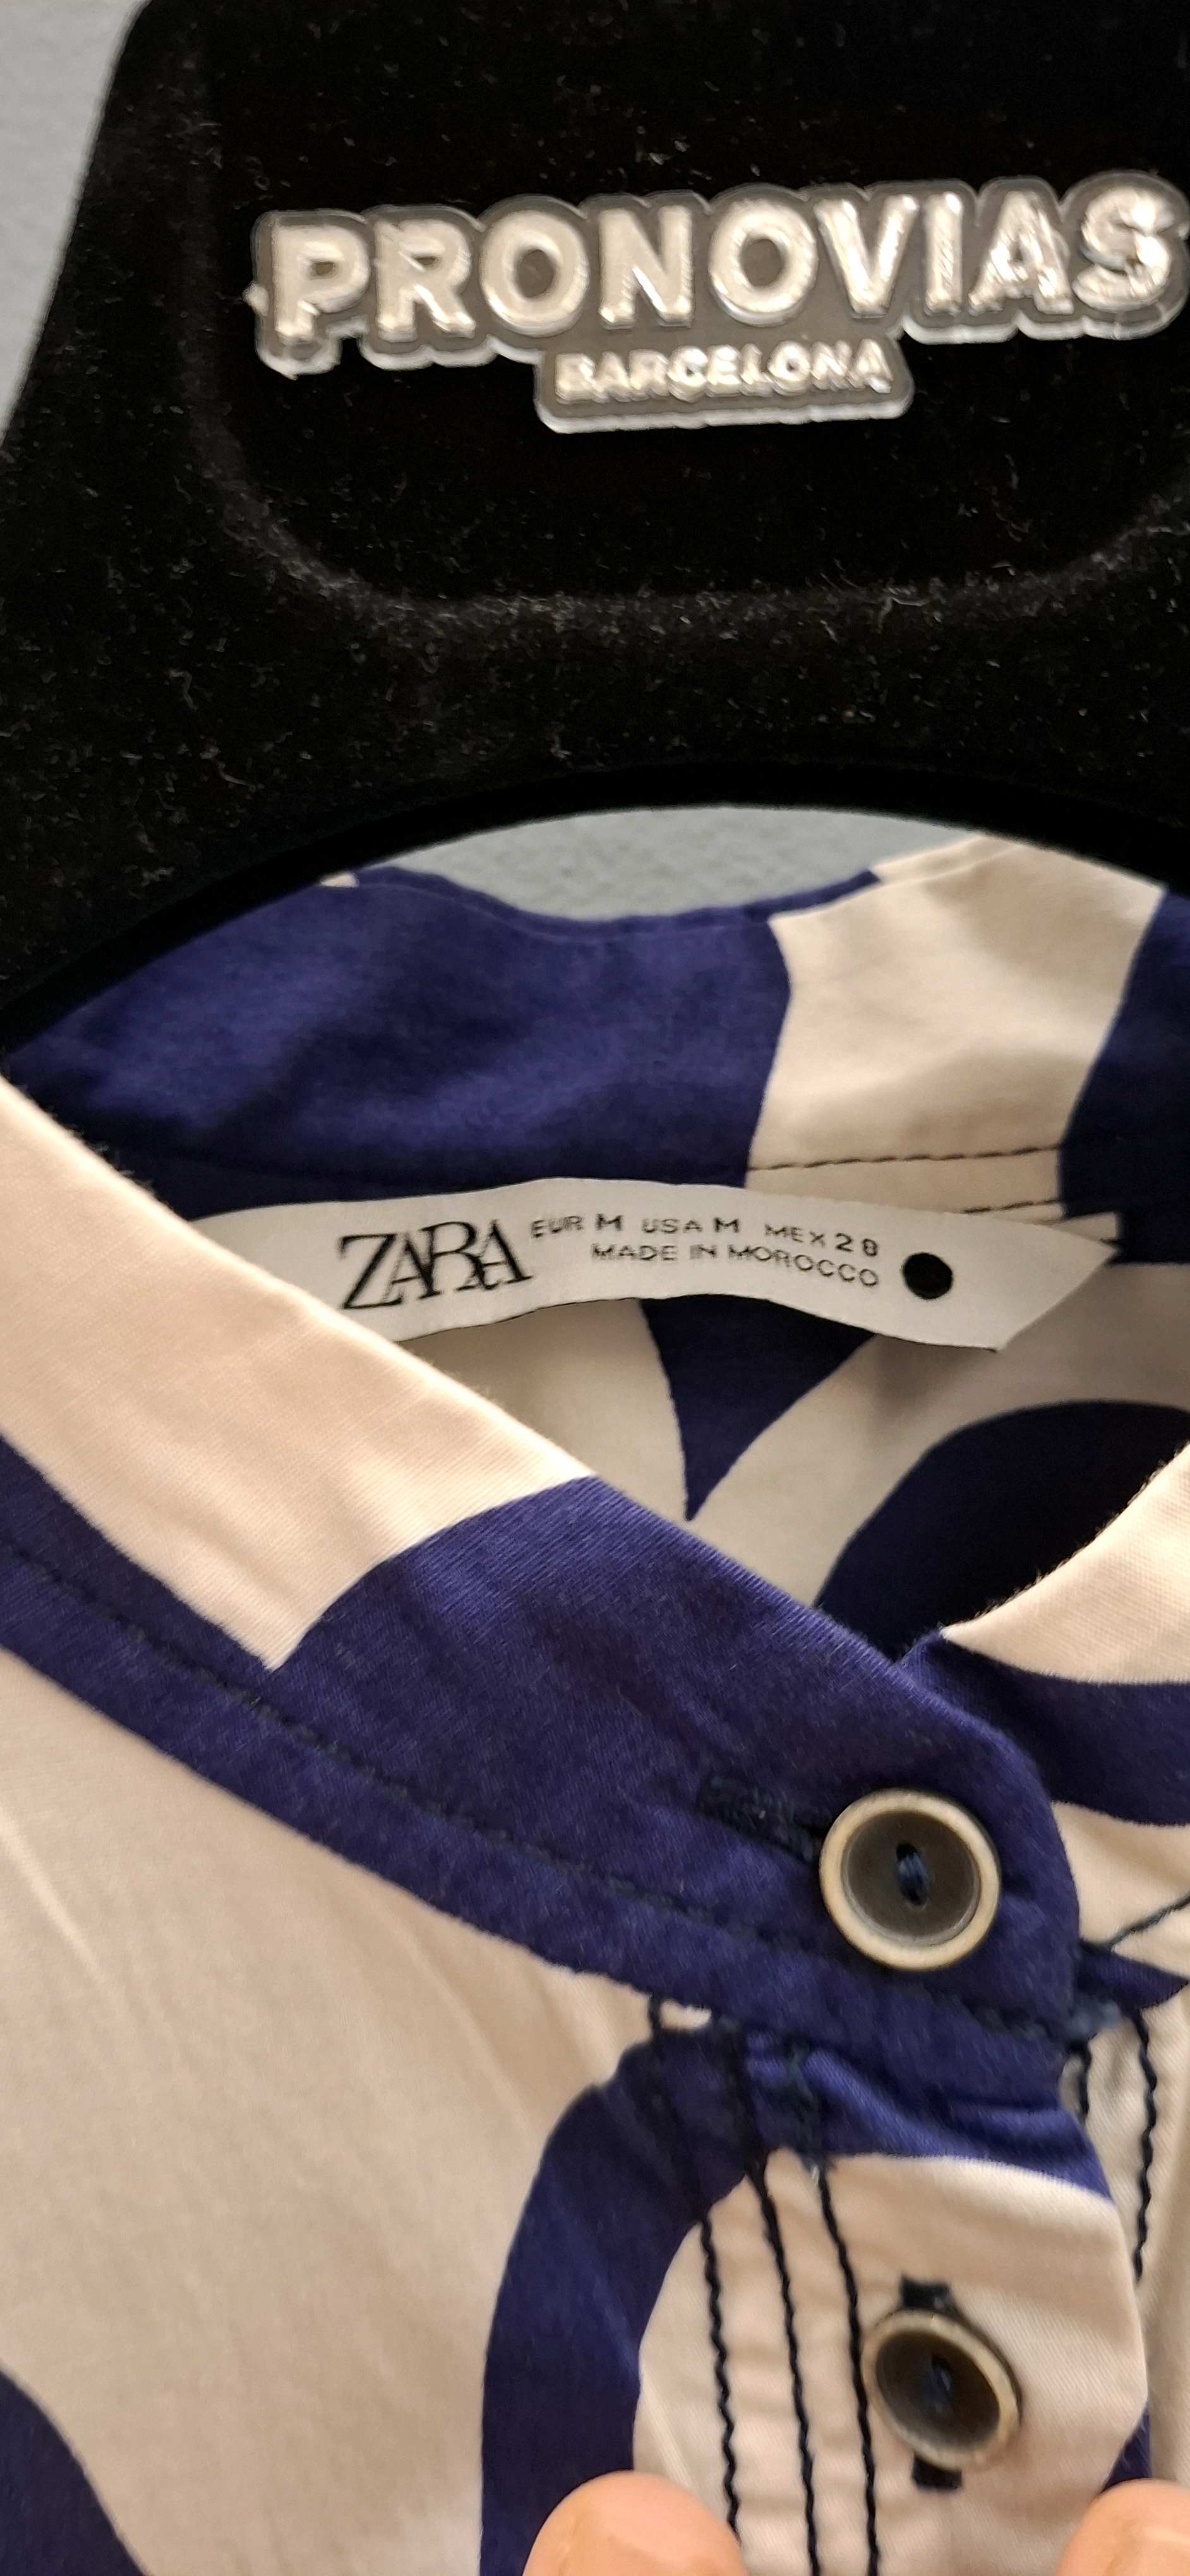 PRONOVIAS
BARCELONA
ZARA EUR M USA M MEX 28
MADE IN MOROCCO